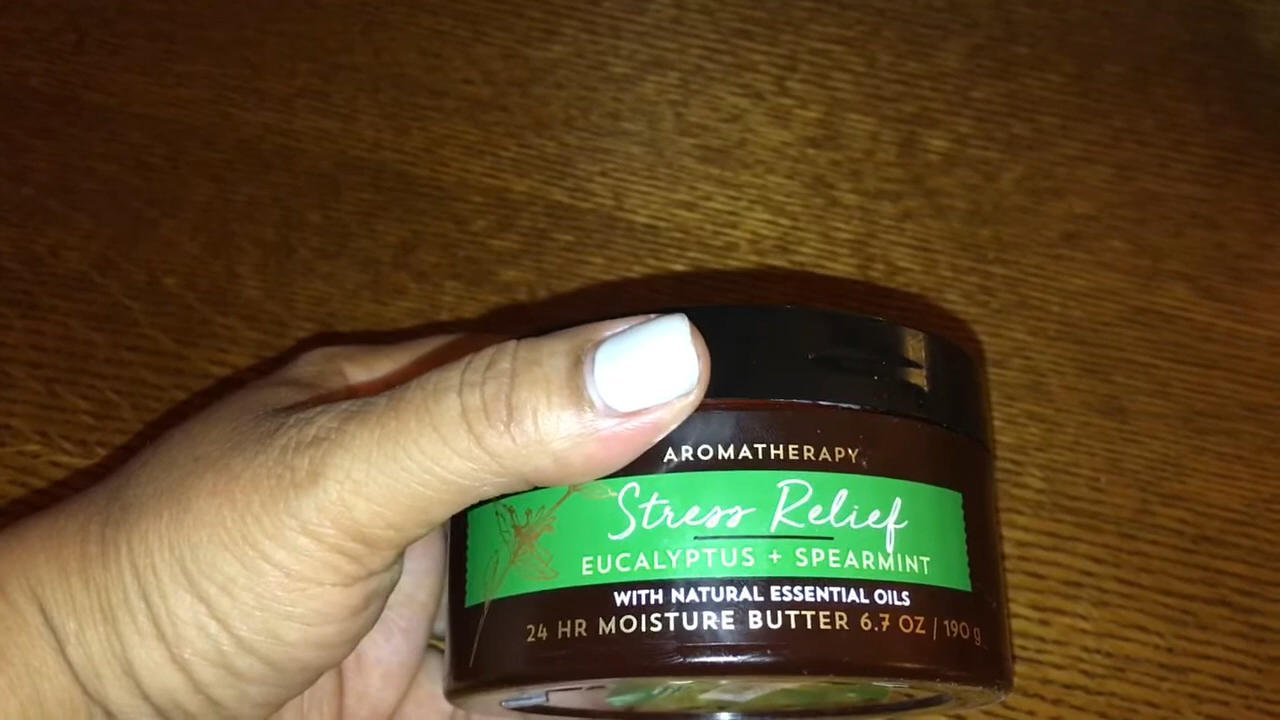 AROMATHERAPY
Stress Relief
EUCALYPTUS + SPEARMINT
WITH NATURAL ESSENTIAL OILS
24 HR MOISTURE BUTTER 6.7 OZ / 190 g